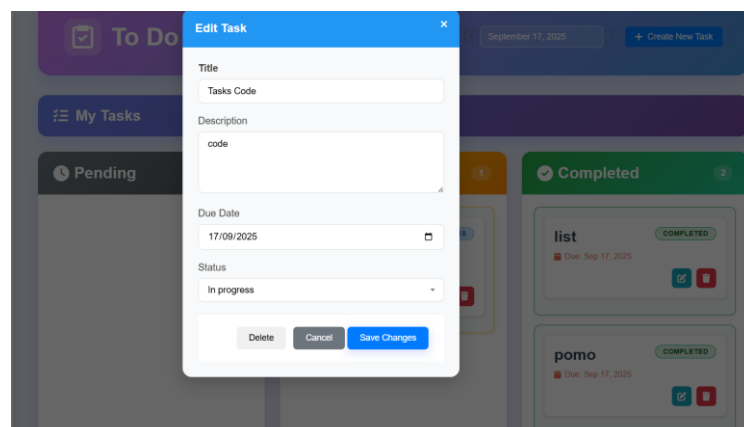 To Do
Edit Task
×
September 17, 2025
+ Create New Task
My Tasks
Title
Tasks Code
Description
code
Due Date
17/09/2025
Status
In progress
Delete
Cancel
Save Changes
Pending
1
Completed
2
list
COMPLETED
Due: Sep 17, 2025
pomo
COMPLETED
Due: Sep 17, 2025